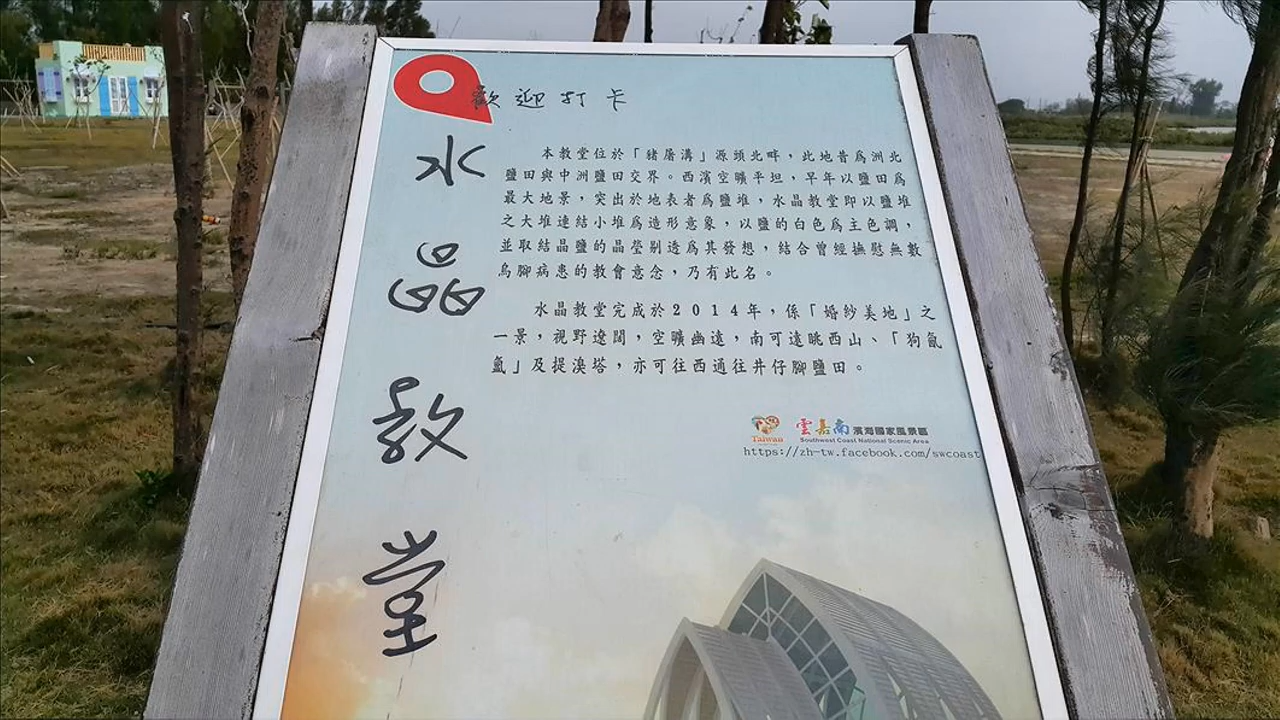 歡迎打卡
水晶教堂
本教堂位於「豬屠溝」源頭北畔，此地昔為洲北
鹽田與中洲鹽田交界。西濱空曠平坦，早年以鹽田為
最大地景，突出於地表者為鹽堆，水晶教堂即以鹽堆
之大堆連結小堆為造形意象，以鹽的白色為主色調，
並取結晶鹽的晶瑩剔透為其發想，結合曾經撫慰無數
烏腳病患的教會意念，乃有此名。
水晶教堂完成於2014年，係「婚紗美地」之
一景，視野遼闊，空曠幽遠，南可遠眺西山、「狗氤
氳」及提溴塔，亦可往西通往井仔腳鹽田。
Taiwan
雲嘉南濱海國家風景區
Southwest Coast National Scenic Area
https://zh-tw.facebook.com/swcoast